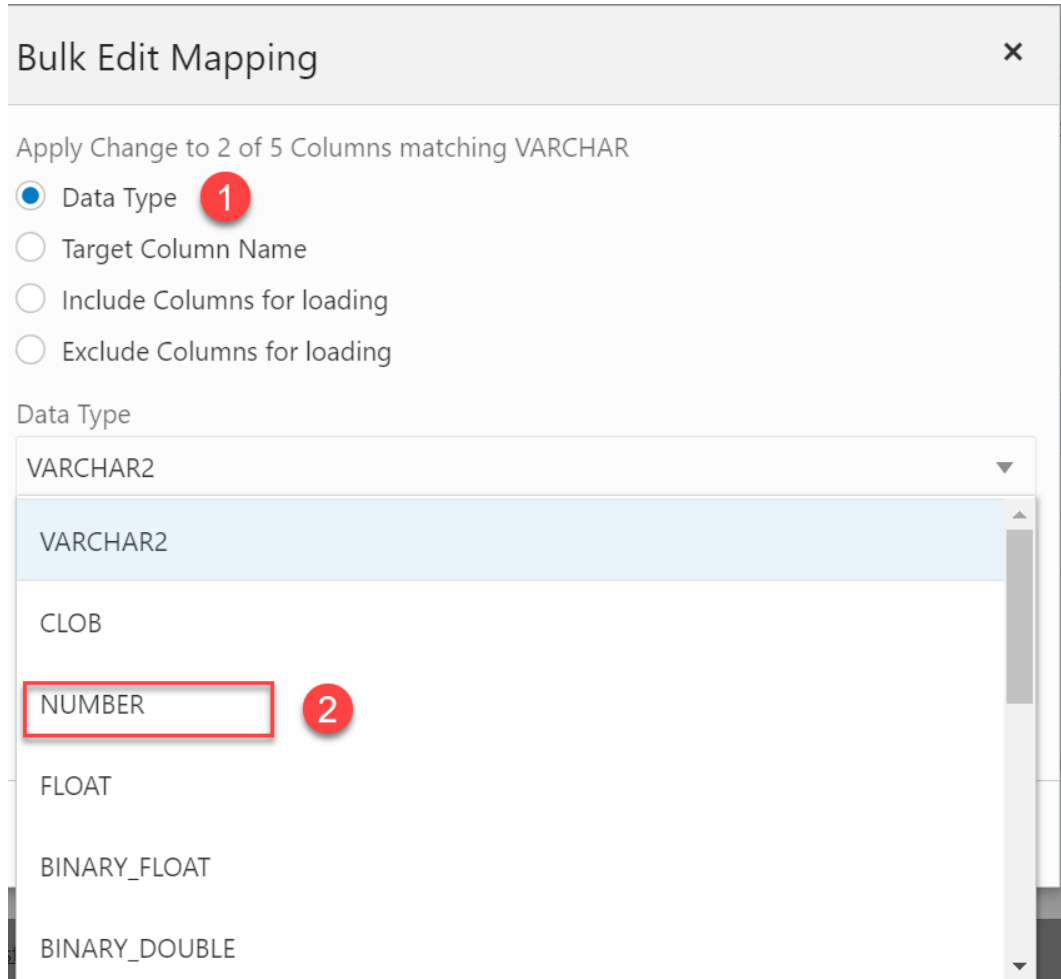 Bulk Edit Mapping
×
Apply Change to 2 of 5 Columns matching VARCHAR
Data Type 1
Target Column Name
Include Columns for loading
Exclude Columns for loading
Data Type
VARCHAR2
VARCHAR2
CLOB
NUMBER 2
FLOAT
BINARY_FLOAT
BINARY_DOUBLE